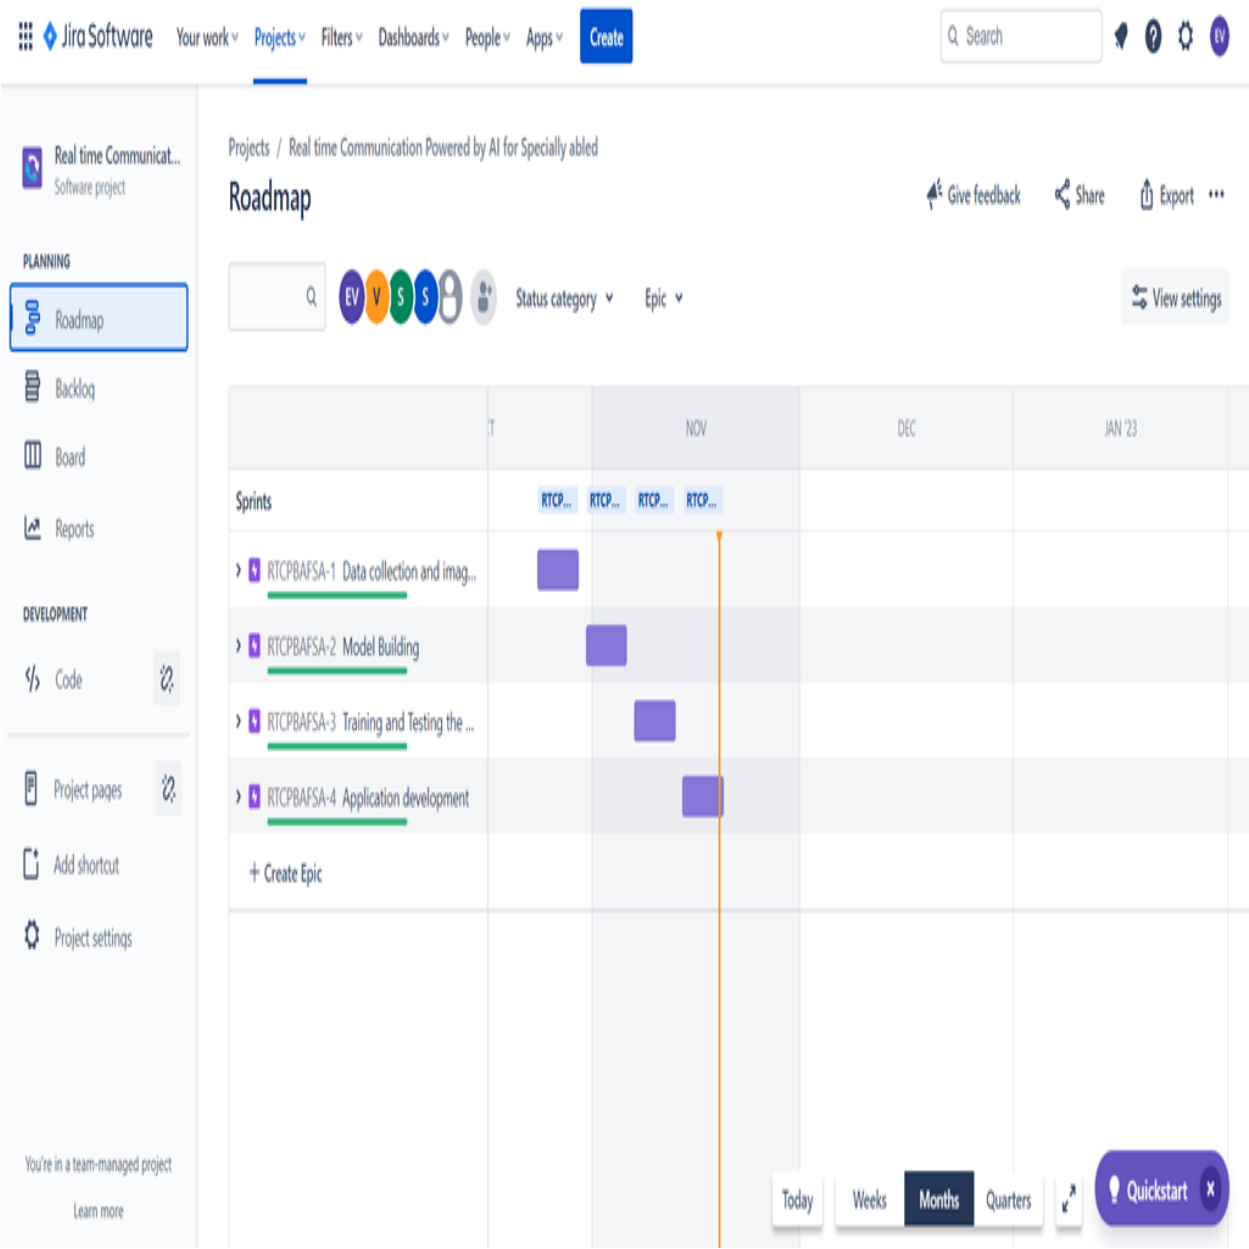 Jira Software Your work Projects Filters Dashboards People Apps Create Search EV
Real time Communicat...
Software project
PLANNING
Roadmap
Backlog
Board
Reports
DEVELOPMENT
Code
Project pages
Add shortcut
Project settings
You're in a team-managed project
Learn more
Projects / Real time Communication Powered by AI for Specially abled
Roadmap
Give feedback Share Export
EV V S S Status category Epic View settings
T NOV DEC JAN '23
Sprints RTCP... RTCP... RTCP... RTCP...
RTCPBAFSA-1 Data collection and imag...
RTCPBAFSA-2 Model Building
RTCPBAFSA-3 Training and Testing the ...
RTCPBAFSA-4 Application development
+ Create Epic
Today Weeks Months Quarters Quickstart